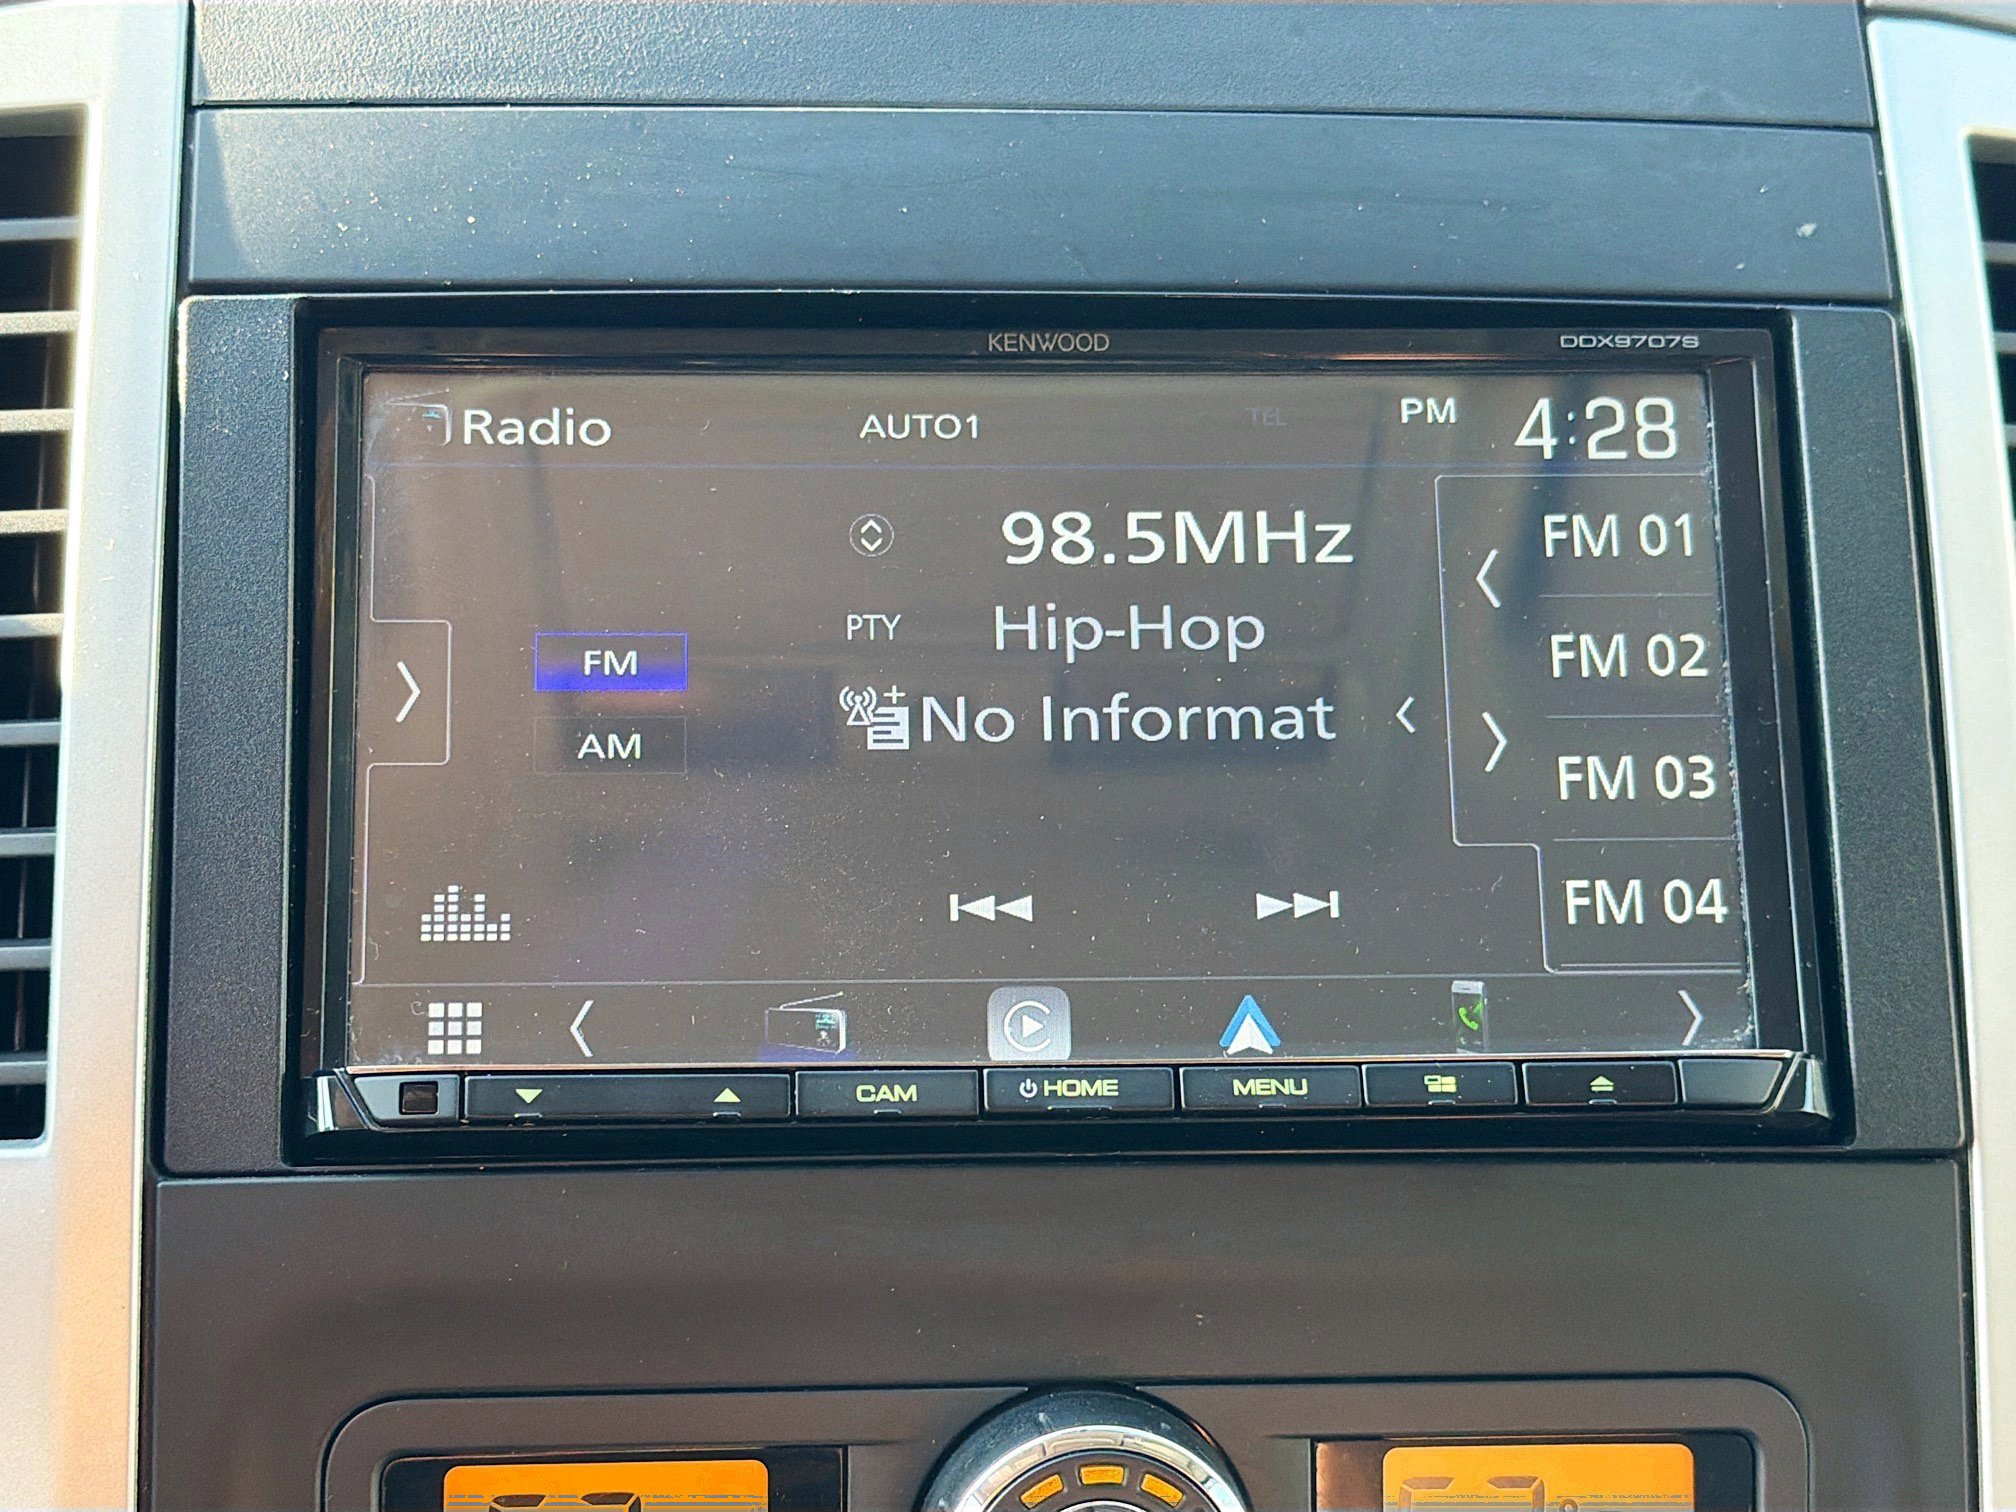 KENWOOD
DDX9707S
Radio AUTO1 TEL PM 4:28
98.5MHz
PTY Hip-Hop
No Informat
FM
AM
FM 01
FM 02
FM 03
FM 04
CAM HOME MENU